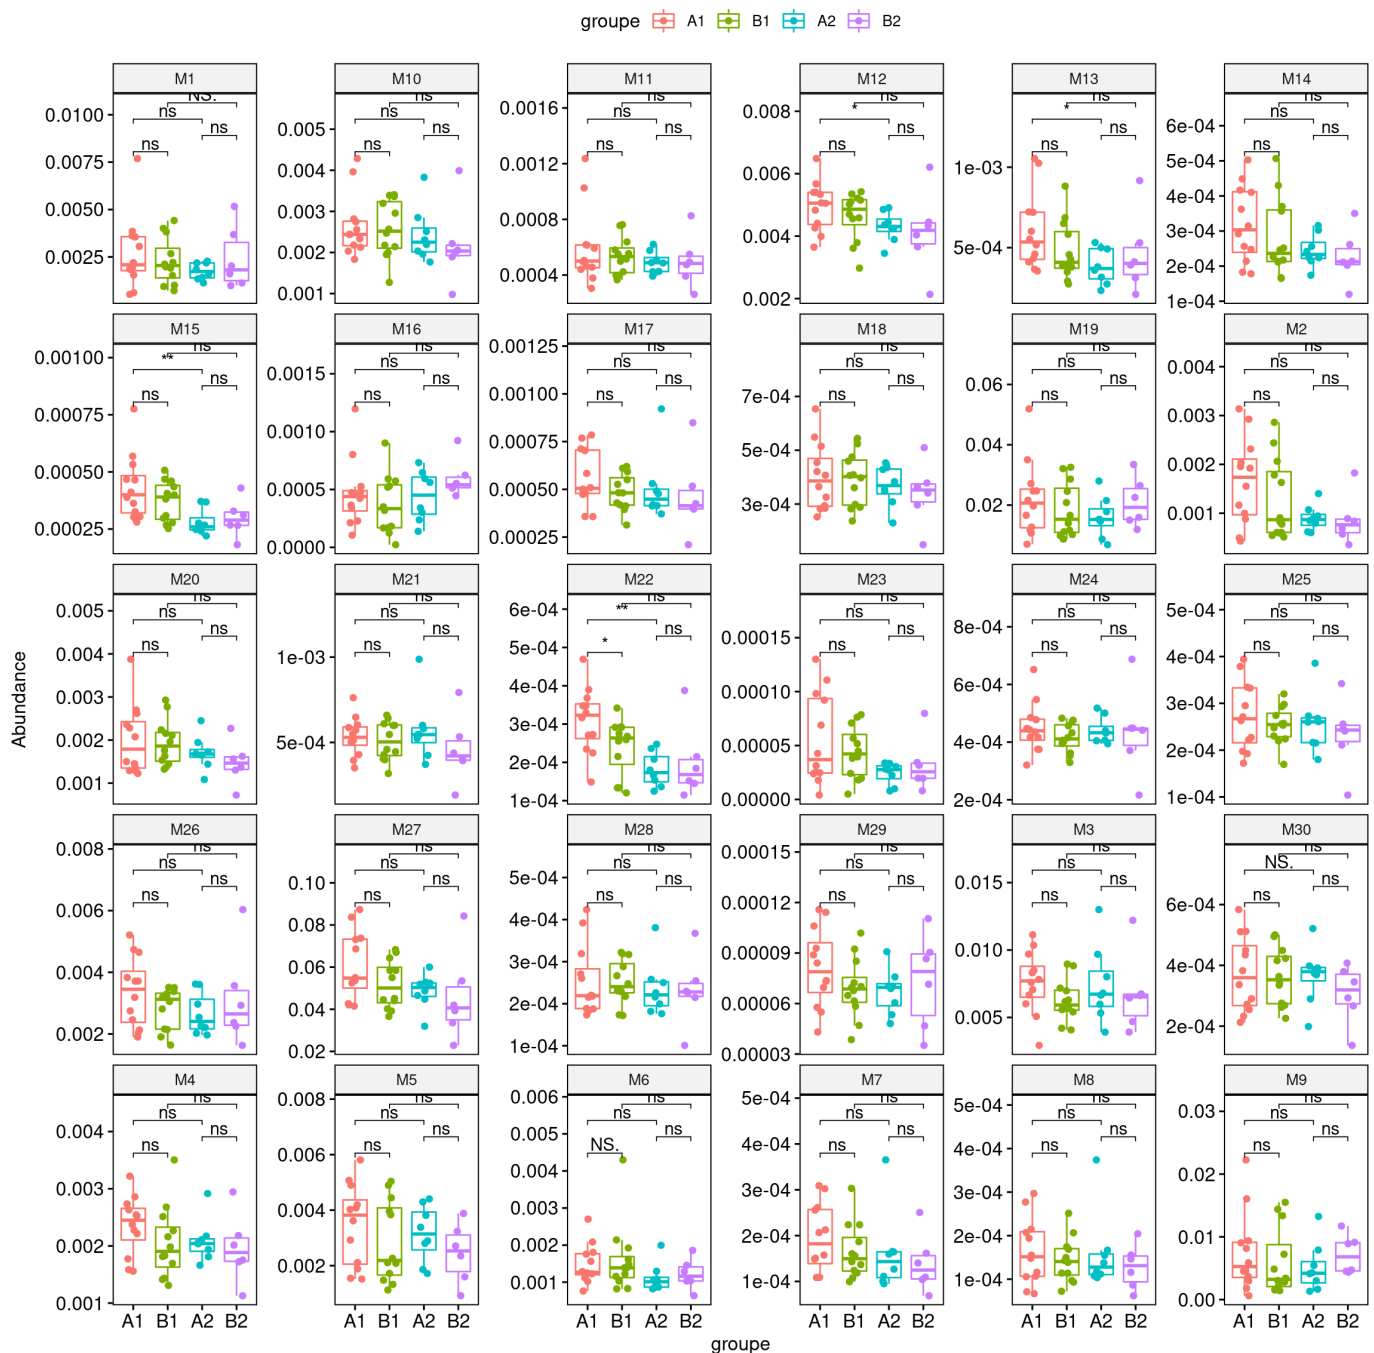 groupe A1 B1 A2 B2
M1 M10 M11 M12 M13 M14
NS. ns ns ns ns ns
ns ns ns * * ns
ns ns ns ns ns ns
ns ns ns ns ns ns
0.0100 0.0075 0.0050 0.0025
0.005 0.004 0.003 0.002 0.001
0.0016 0.0012 0.0008 0.0004
0.008 0.006 0.004 0.002
1e-03 5e-04
6e-04 5e-04 4e-04 3e-04 2e-04 1e-04
M15 M16 M17 M18 M19 M2
ns ns ns ns ns ns
** ns ns ns ns ns
ns ns ns ns ns ns
ns ns ns ns ns ns
0.00100 0.00075 0.00050 0.00025
0.0015 0.0010 0.0005 0.0000
0.00125 0.00100 0.00075 0.00050 0.00025
7e-04 5e-04 3e-04
0.06 0.04 0.02
0.004 0.003 0.002 0.001
M20 M21 M22 M23 M24 M25
ns ns ns ns ns ns
ns ns ** ns ns ns
ns ns ns ns ns ns
ns ns * ns ns ns
0.005 0.004 0.003 0.002 0.001
1e-03 5e-04
6e-04 5e-04 4e-04 3e-04 2e-04 1e-04
0.00015 0.00010 0.00005 0.00000
8e-04 6e-04 4e-04 2e-04
5e-04 4e-04 3e-04 2e-04 1e-04
Abundance
M26 M27 M28 M29 M3 M30
ns ns ns ns ns ns
ns ns ns ns ns NS.
ns ns ns ns ns ns
ns ns ns ns ns ns
0.008 0.006 0.004 0.002
0.10 0.08 0.06 0.04 0.02
5e-04 4e-04 3e-04 2e-04 1e-04
0.00015 0.00012 0.00009 0.00006 0.00003
0.015 0.010 0.005
6e-04 4e-04 2e-04
M4 M5 M6 M7 M8 M9
ns ns ns ns ns ns
ns ns ns ns ns ns
ns ns ns ns ns ns
ns ns NS. ns ns ns
0.004 0.003 0.002 0.001
0.008 0.006 0.004 0.002
0.006 0.005 0.004 0.003 0.002 0.001
5e-04 4e-04 3e-04 2e-04 1e-04
5e-04 4e-04 3e-04 2e-04 1e-04
0.03 0.02 0.01 0.00
A1 B1 A2 B2 A1 B1 A2 B2 A1 B1 A2 B2 A1 B1 A2 B2 A1 B1 A2 B2 A1 B1 A2 B2
groupe